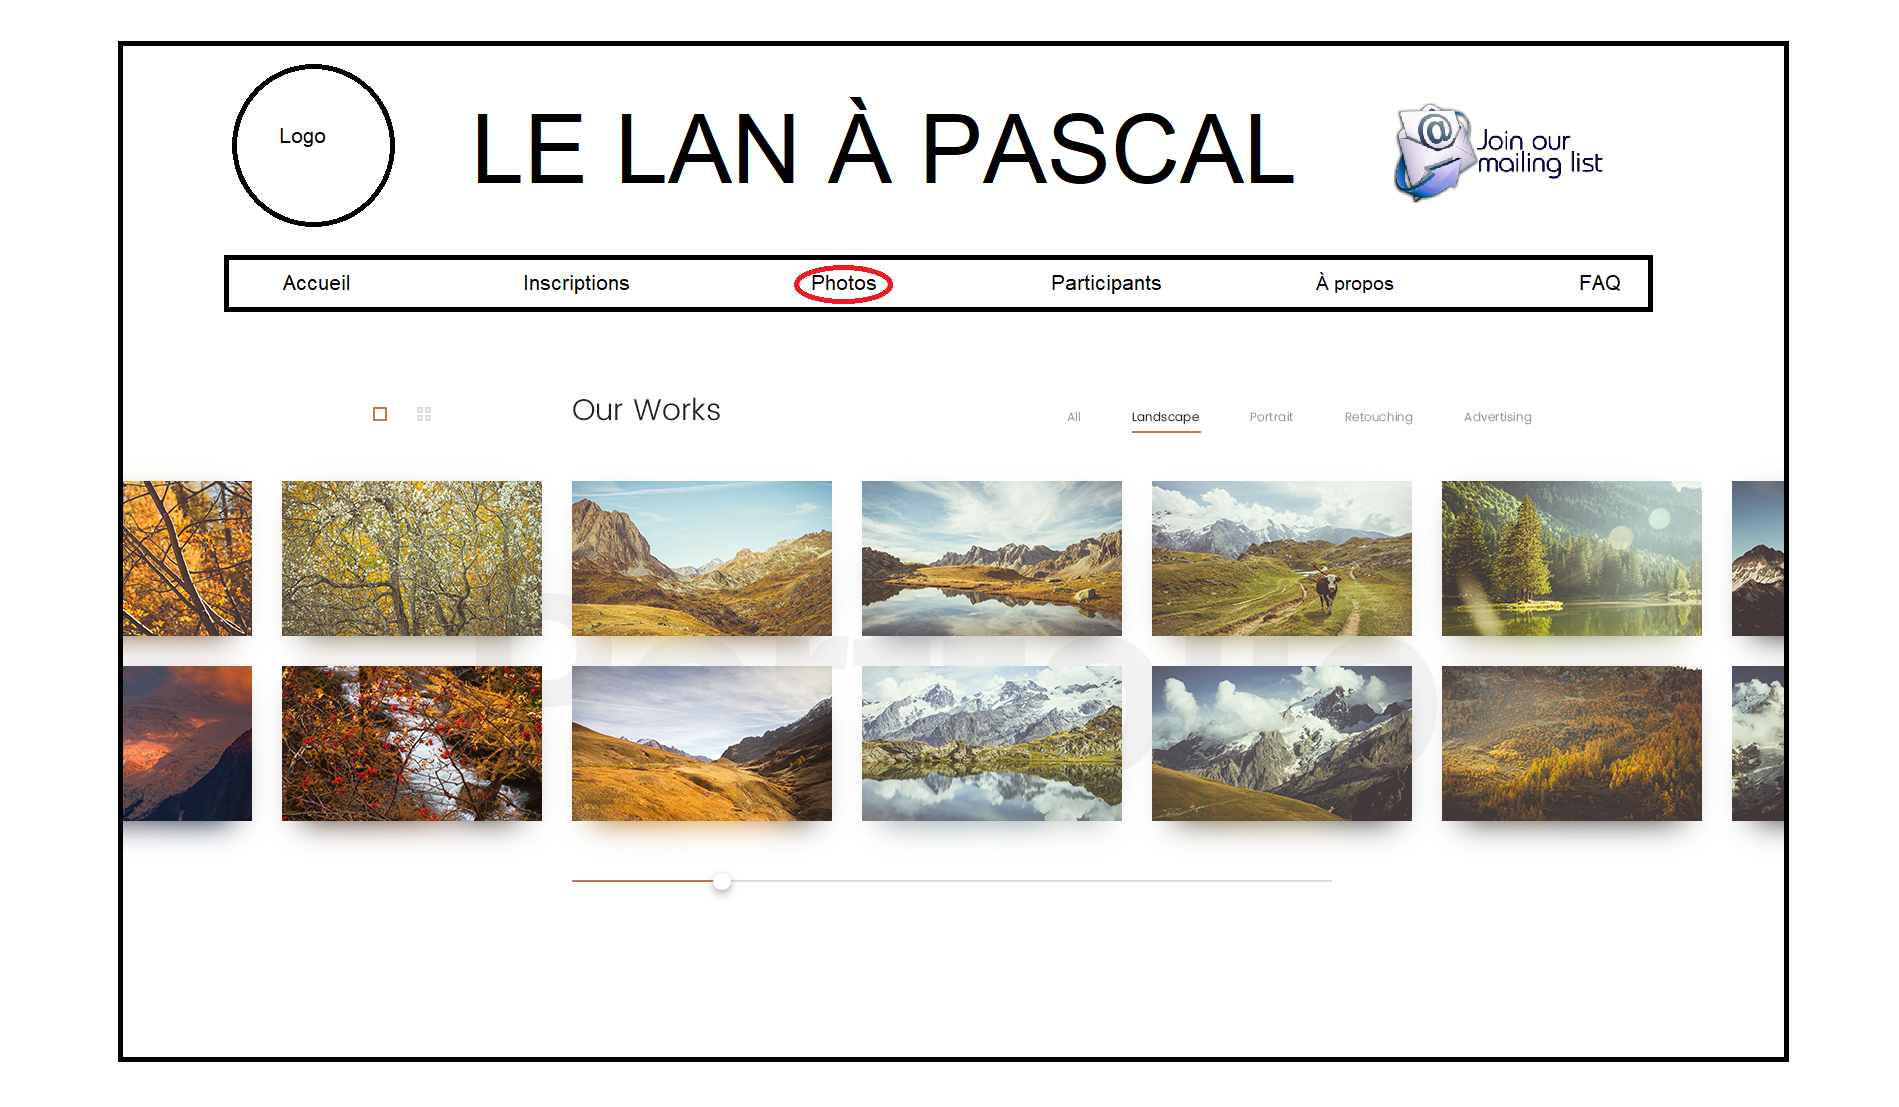 Logo
LE LAN À PASCAL
@
Join our
mailing list
Accueil Inscriptions Photos Participants À propos FAQ
Our Works
All Landscape Portrait Retouching Advertising
Portfolio